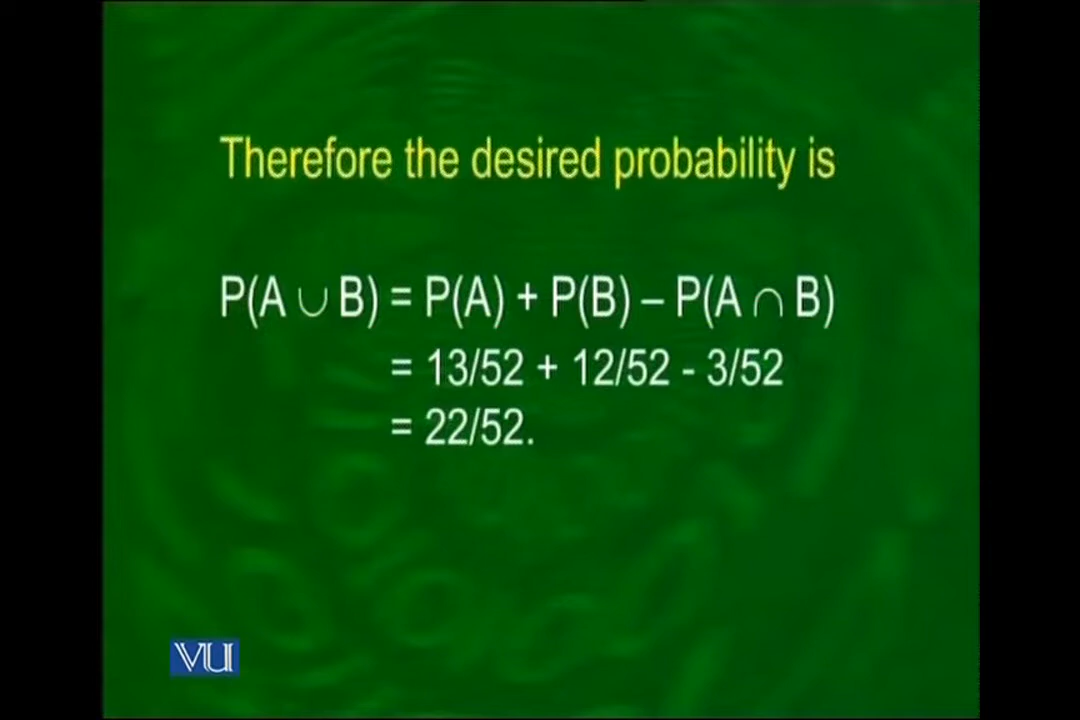 Therefore the desired probability is
P(A ∪ B) = P(A) + P(B) – P(A ∩ B)
= 13/52 + 12/52 - 3/52
= 22/52.
VU